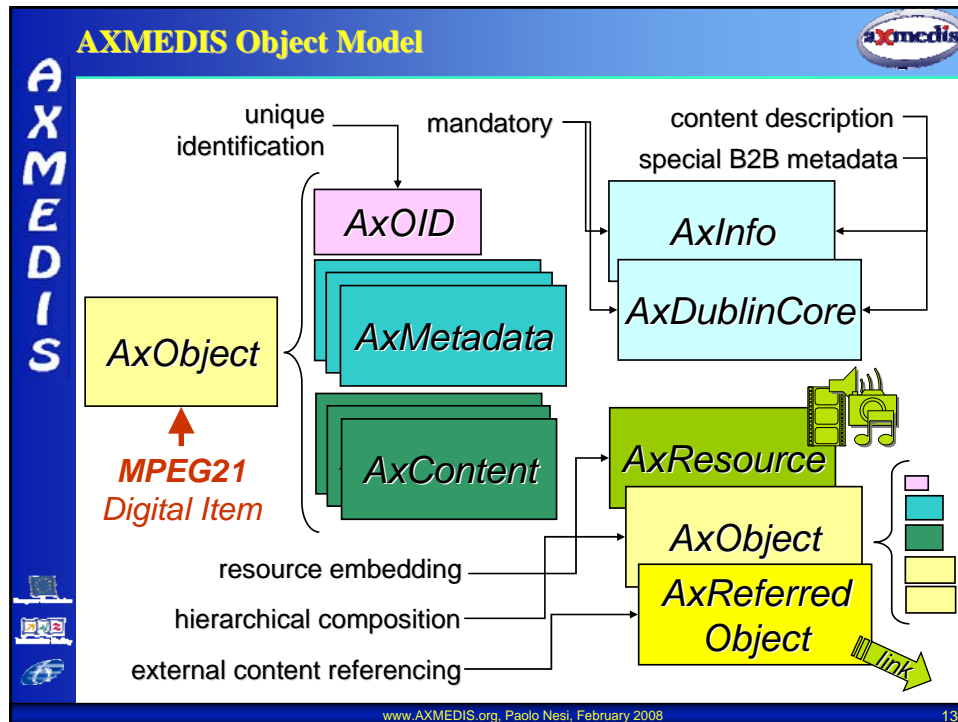 AXMEDIS Object Model
axmedis
AXMEDIS
unique
identification
mandatory
content description
special B2B metadata
AxOID
AxInfo
AxDublinCore
AxMetadata
AxObject
MPEG21
Digital Item
AxContent
AxResource
AxObject
AxReferred
Object
link
resource embedding
hierarchical composition
external content referencing
www.AXMEDIS.org, Paolo Nesi, February 2008
13